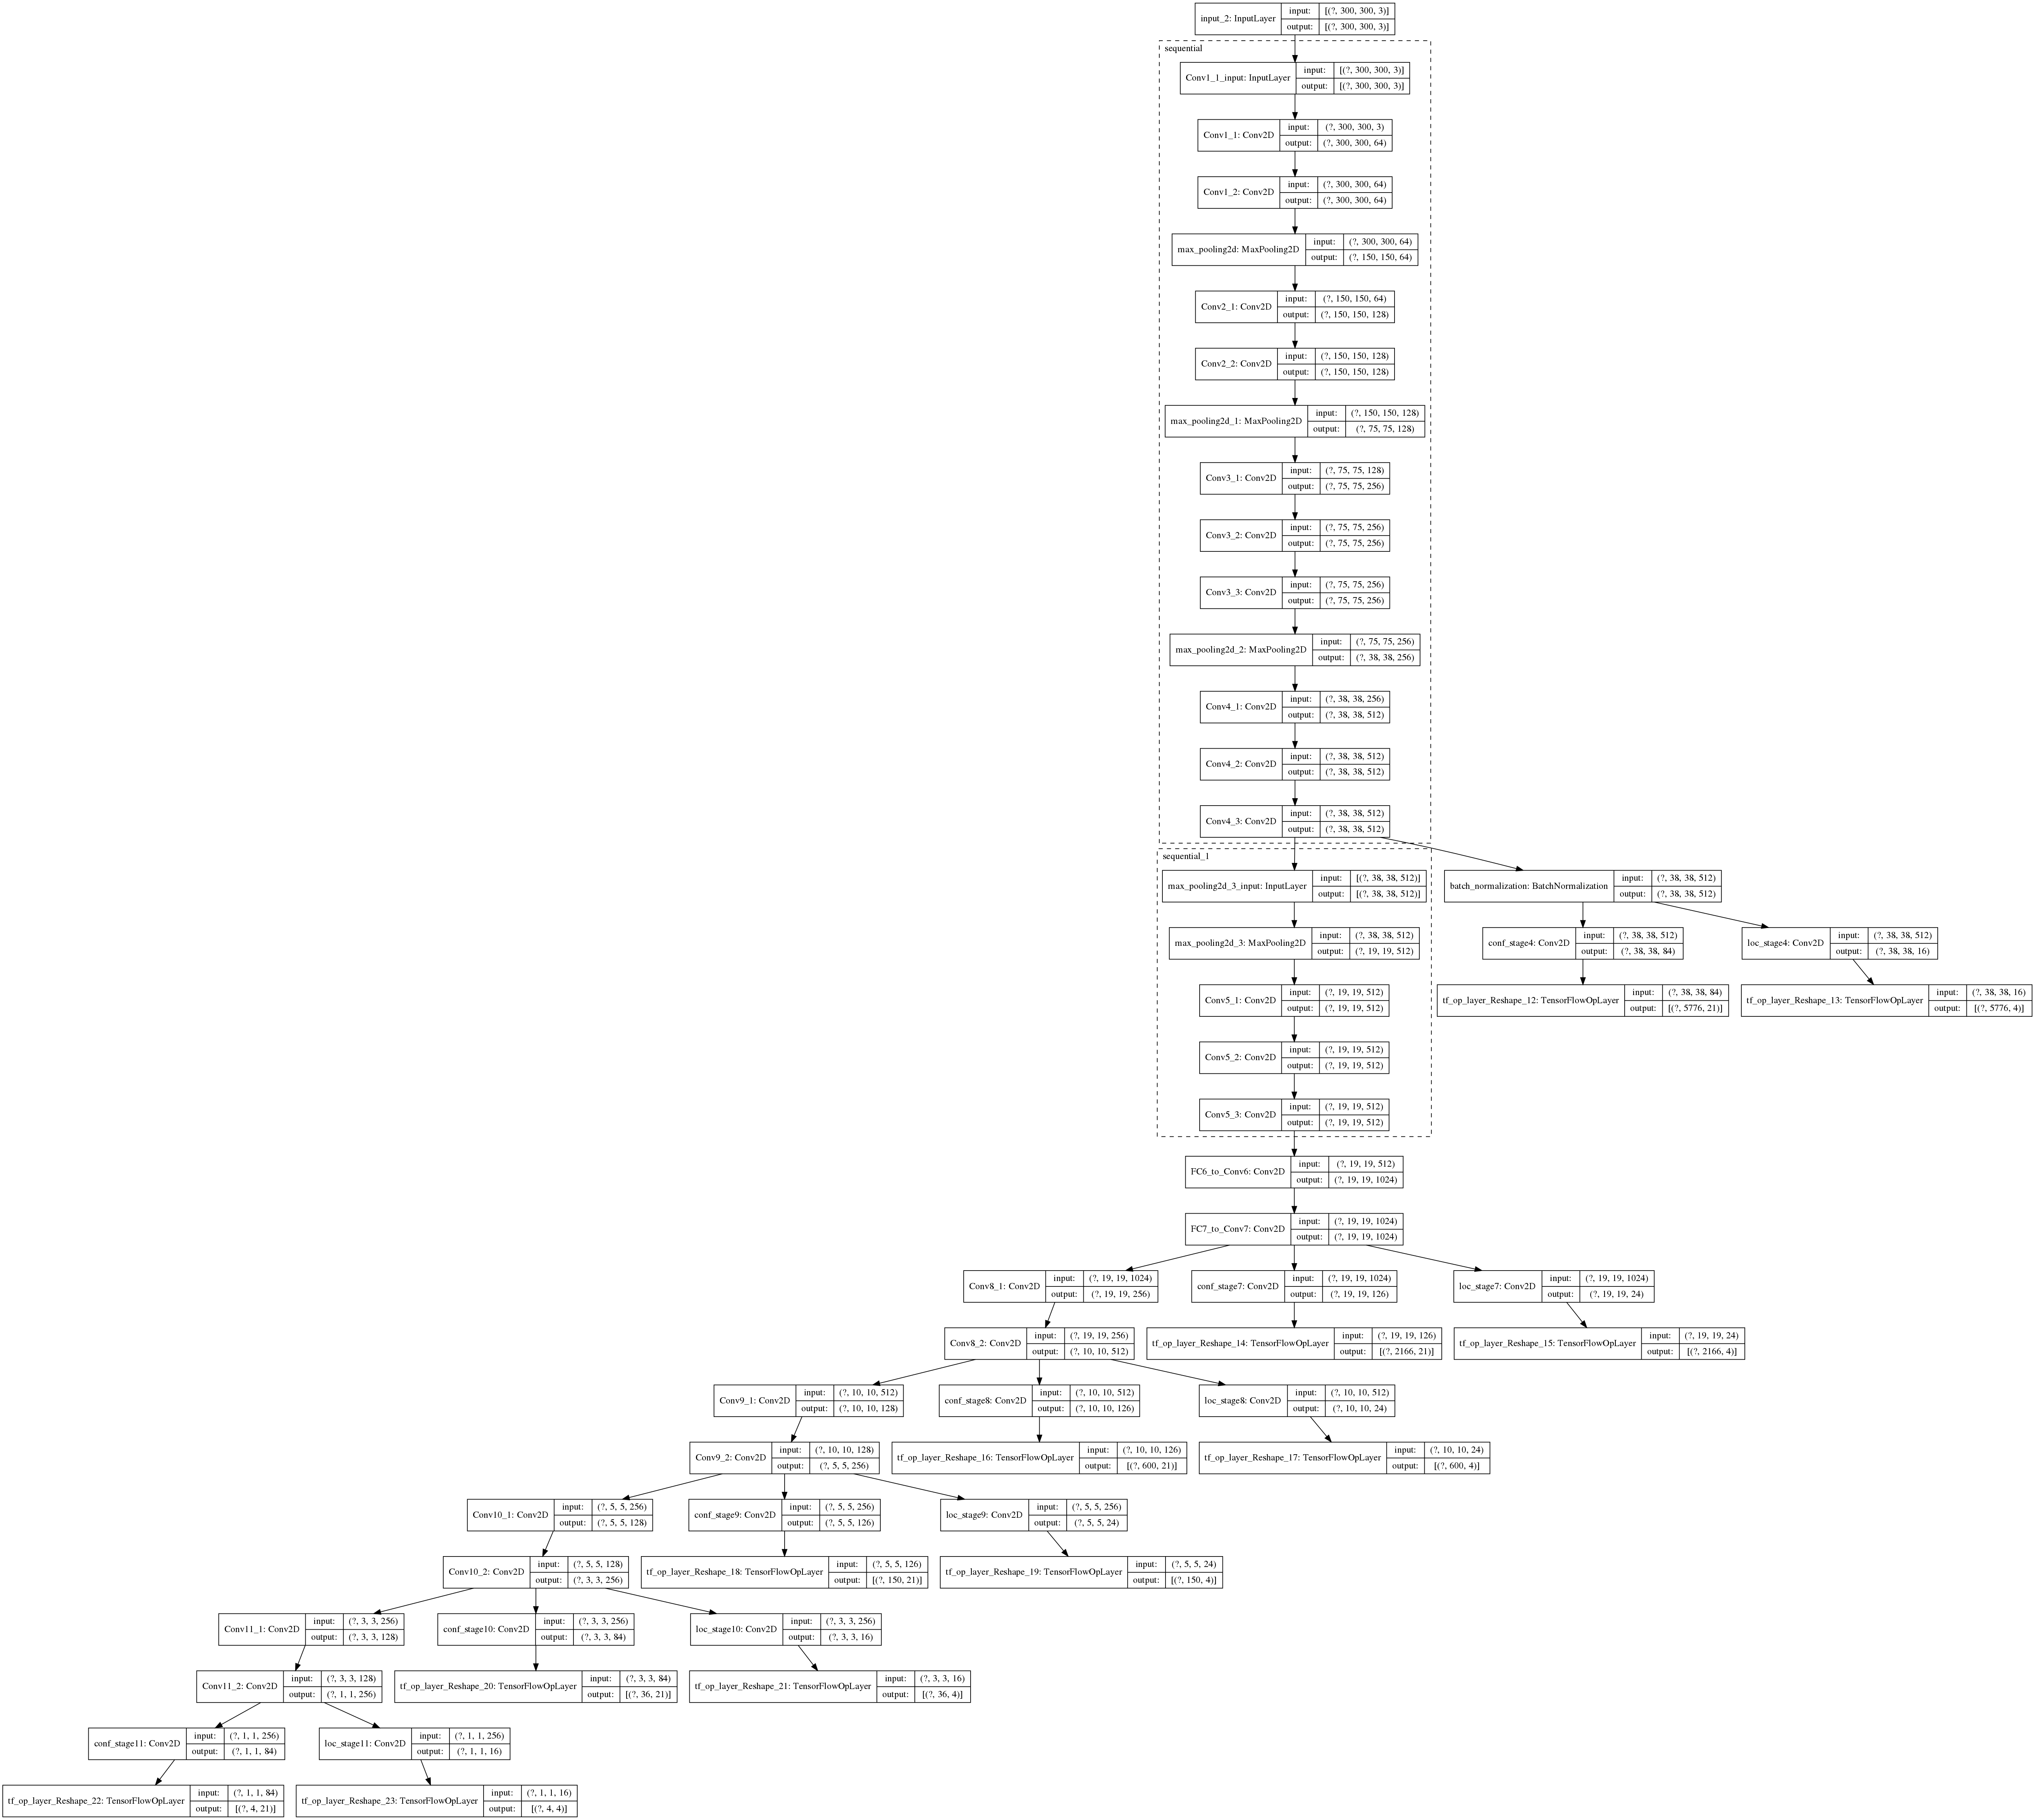 input_2: InputLayer input: [(?, 300, 300, 3)]
output: [(?, 300, 300, 3)]
sequential
Conv1_1_input: InputLayer input: [(?, 300, 300, 3)]
output: [(?, 300, 300, 3)]
Conv1_1: Conv2D input: (?, 300, 300, 3)
output: (?, 300, 300, 64)
Conv1_2: Conv2D input: (?, 300, 300, 64)
output: (?, 300, 300, 64)
max_pooling2d: MaxPooling2D input: (?, 300, 300, 64)
output: (?, 150, 150, 64)
Conv2_1: Conv2D input: (?, 150, 150, 64)
output: (?, 150, 150, 128)
Conv2_2: Conv2D input: (?, 150, 150, 128)
output: (?, 150, 150, 128)
max_pooling2d_1: MaxPooling2D input: (?, 150, 150, 128)
output: (?, 75, 75, 128)
Conv3_1: Conv2D input: (?, 75, 75, 128)
output: (?, 75, 75, 256)
Conv3_2: Conv2D input: (?, 75, 75, 256)
output: (?, 75, 75, 256)
Conv3_3: Conv2D input: (?, 75, 75, 256)
output: (?, 75, 75, 256)
max_pooling2d_2: MaxPooling2D input: (?, 75, 75, 256)
output: (?, 38, 38, 256)
Conv4_1: Conv2D input: (?, 38, 38, 256)
output: (?, 38, 38, 512)
Conv4_2: Conv2D input: (?, 38, 38, 512)
output: (?, 38, 38, 512)
Conv4_3: Conv2D input: (?, 38, 38, 512)
output: (?, 38, 38, 512)
sequential_1
max_pooling2d_3_input: InputLayer input: [(?, 38, 38, 512)]
output: [(?, 38, 38, 512)]
batch_normalization: BatchNormalization input: (?, 38, 38, 512)
output: (?, 38, 38, 512)
max_pooling2d_3: MaxPooling2D input: (?, 38, 38, 512)
output: (?, 19, 19, 512)
conf_stage4: Conv2D input: (?, 38, 38, 512)
output: (?, 38, 38, 84)
loc_stage4: Conv2D input: (?, 38, 38, 512)
output: (?, 38, 38, 16)
Conv5_1: Conv2D input: (?, 19, 19, 512)
output: (?, 19, 19, 512)
tf_op_layer_Reshape_12: TensorFlowOpLayer input: (?, 38, 38, 84)
output: [(?, 5776, 21)]
tf_op_layer_Reshape_13: TensorFlowOpLayer input: (?, 38, 38, 16)
output: [(?, 5776, 4)]
Conv5_2: Conv2D input: (?, 19, 19, 512)
output: (?, 19, 19, 512)
Conv5_3: Conv2D input: (?, 19, 19, 512)
output: (?, 19, 19, 512)
FC6_to_Conv6: Conv2D input: (?, 19, 19, 512)
output: (?, 19, 19, 1024)
FC7_to_Conv7: Conv2D input: (?, 19, 19, 1024)
output: (?, 19, 19, 1024)
Conv8_1: Conv2D input: (?, 19, 19, 1024)
output: (?, 19, 19, 256)
conf_stage7: Conv2D input: (?, 19, 19, 1024)
output: (?, 19, 19, 126)
loc_stage7: Conv2D input: (?, 19, 19, 1024)
output: (?, 19, 19, 24)
Conv8_2: Conv2D input: (?, 19, 19, 256)
output: (?, 10, 10, 512)
tf_op_layer_Reshape_14: TensorFlowOpLayer input: (?, 19, 19, 126)
output: [(?, 2166, 21)]
tf_op_layer_Reshape_15: TensorFlowOpLayer input: (?, 19, 19, 24)
output: [(?, 2166, 4)]
Conv9_1: Conv2D input: (?, 10, 10, 512)
output: (?, 10, 10, 128)
conf_stage8: Conv2D input: (?, 10, 10, 512)
output: (?, 10, 10, 126)
loc_stage8: Conv2D input: (?, 10, 10, 512)
output: (?, 10, 10, 24)
Conv9_2: Conv2D input: (?, 10, 10, 128)
output: (?, 5, 5, 256)
tf_op_layer_Reshape_16: TensorFlowOpLayer input: (?, 10, 10, 126)
output: [(?, 600, 21)]
tf_op_layer_Reshape_17: TensorFlowOpLayer input: (?, 10, 10, 24)
output: [(?, 600, 4)]
Conv10_1: Conv2D input: (?, 5, 5, 256)
output: (?, 5, 5, 128)
conf_stage9: Conv2D input: (?, 5, 5, 256)
output: (?, 5, 5, 126)
loc_stage9: Conv2D input: (?, 5, 5, 256)
output: (?, 5, 5, 24)
Conv10_2: Conv2D input: (?, 5, 5, 128)
output: (?, 3, 3, 256)
tf_op_layer_Reshape_18: TensorFlowOpLayer input: (?, 5, 5, 126)
output: [(?, 150, 21)]
tf_op_layer_Reshape_19: TensorFlowOpLayer input: (?, 5, 5, 24)
output: [(?, 150, 4)]
Conv11_1: Conv2D input: (?, 3, 3, 256)
output: (?, 3, 3, 128)
conf_stage10: Conv2D input: (?, 3, 3, 256)
output: (?, 3, 3, 84)
loc_stage10: Conv2D input: (?, 3, 3, 256)
output: (?, 3, 3, 16)
Conv11_2: Conv2D input: (?, 3, 3, 128)
output: (?, 1, 1, 256)
tf_op_layer_Reshape_20: TensorFlowOpLayer input: (?, 3, 3, 84)
output: [(?, 36, 21)]
tf_op_layer_Reshape_21: TensorFlowOpLayer input: (?, 3, 3, 16)
output: [(?, 36, 4)]
conf_stage11: Conv2D input: (?, 1, 1, 256)
output: (?, 1, 1, 84)
loc_stage11: Conv2D input: (?, 1, 1, 256)
output: (?, 1, 1, 16)
tf_op_layer_Reshape_22: TensorFlowOpLayer input: (?, 1, 1, 84)
output: [(?, 4, 21)]
tf_op_layer_Reshape_23: TensorFlowOpLayer input: (?, 1, 1, 16)
output: [(?, 4, 4)]